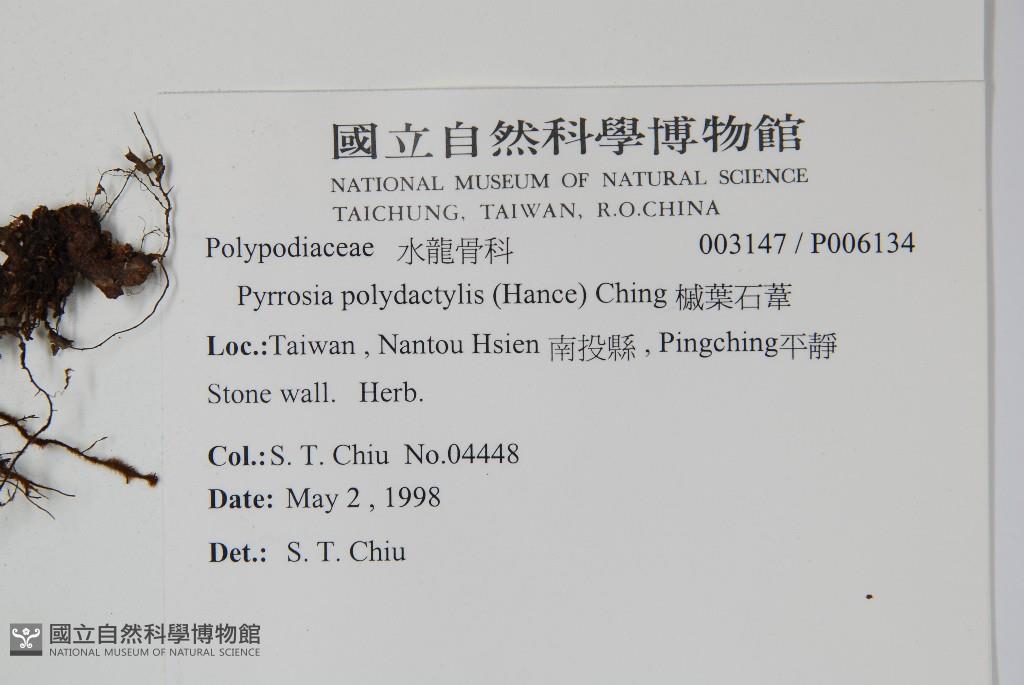 國立自然科學博物館
NATIONAL MUSEUM OF NATURAL SCIENCE
TAICHUNG, TAIWAN, R.O.CHINA
Polypodiaceae 水龍骨科 003147 / P006134
Pyrrosia polydactylis (Hance) Ching 槭葉石葦
Loc.:Taiwan , Nantou Hsien 南投縣 , Pingching平靜
Stone wall. Herb.
Col.: S. T. Chiu No.04448
Date: May 2 , 1998
Det.: S. T. Chiu
國立自然科學博物館
NATIONAL MUSEUM OF NATURAL SCIENCE